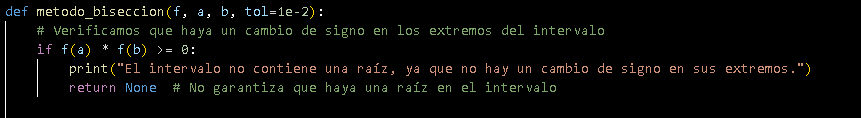 def metodo_biseccion(f, a, b, tol=1e-2):
    # Verificamos que haya un cambio de signo en los extremos del intervalo
    if f(a) * f(b) >= 0:
        print("El intervalo no contiene una raíz, ya que no hay un cambio de signo en sus extremos.")
        return None  # No garantiza que haya una raíz en el intervalo